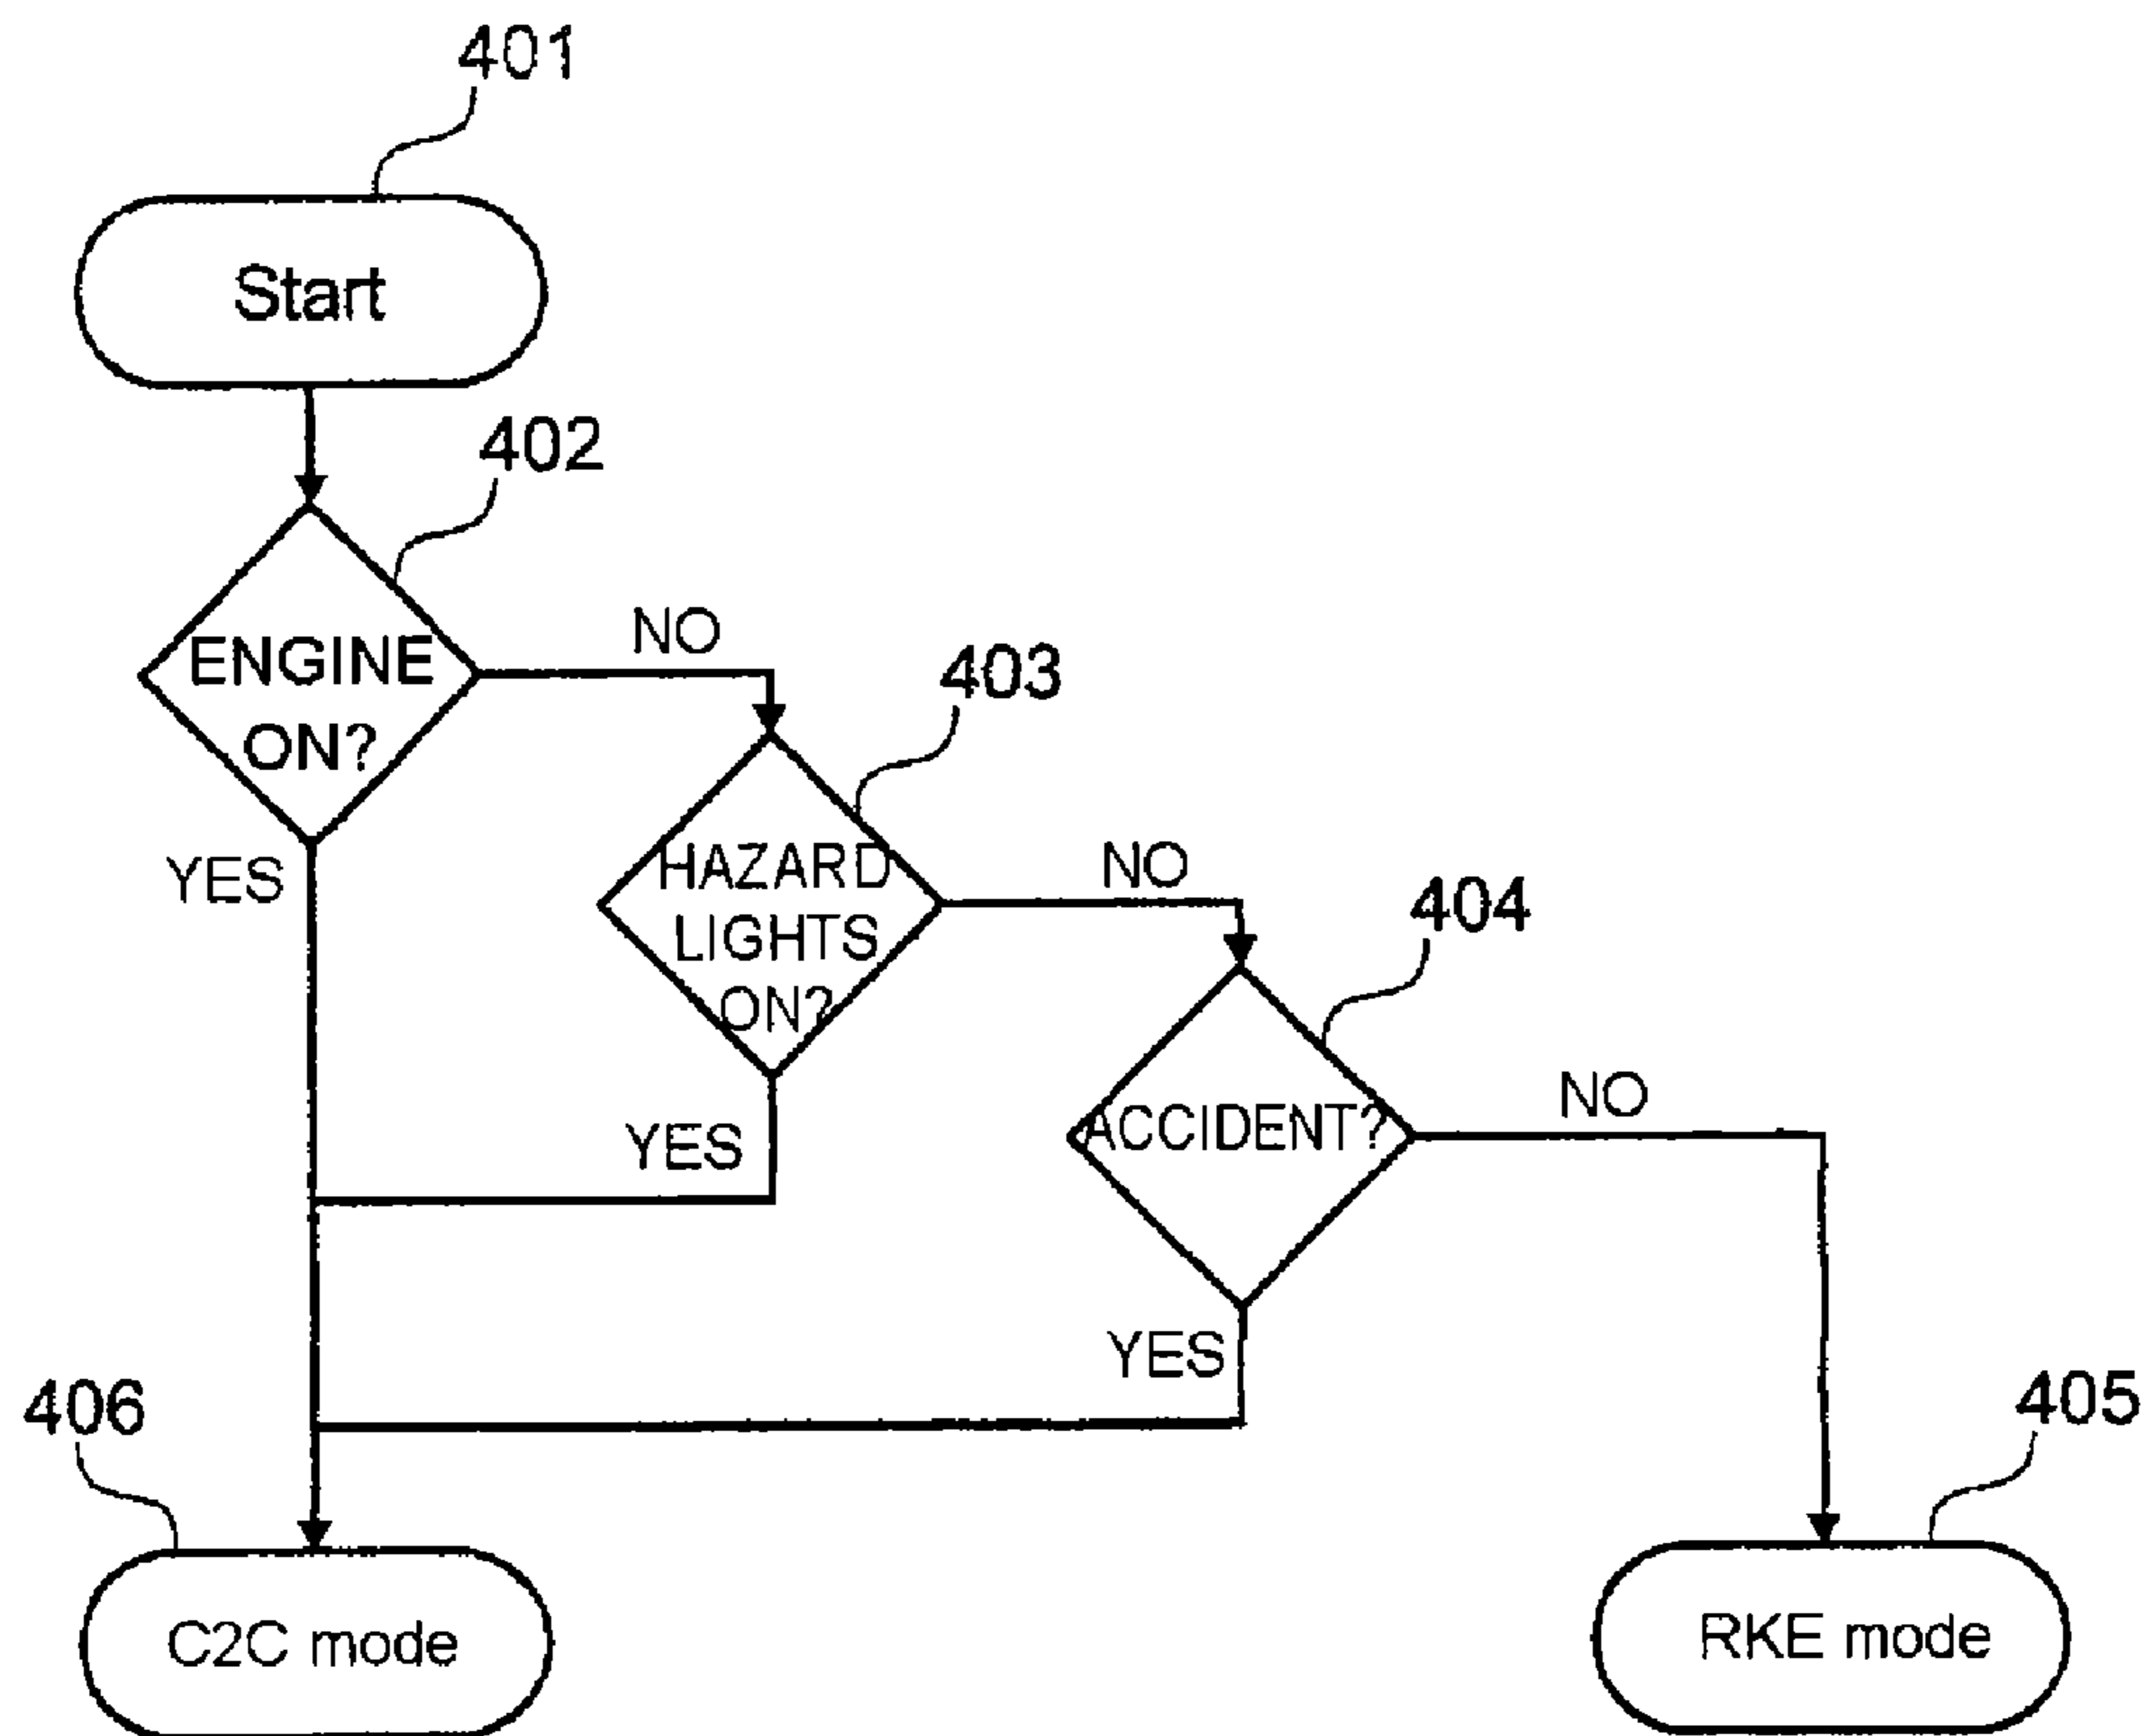 401
Start
402
ENGINE
ON?
NO
403
YES
HAZARD
LIGHTS
ON?
NO
404
YES
ACCIDENT?
NO
YES
406
405
C2C mode
RKE mode